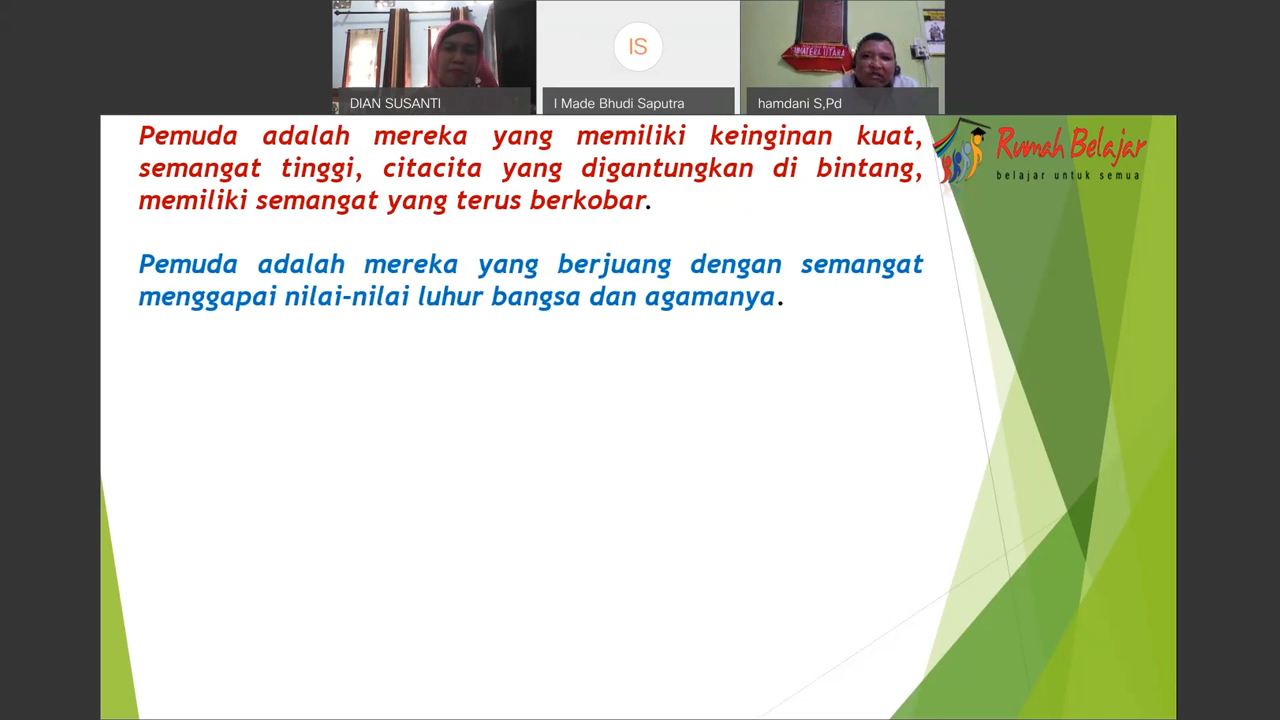 IS
DIAN SUSANTI
I Made Bhudi Saputra
hamdani S,Pd
UMATERA UTARA
Pemuda adalah mereka yang memiliki keinginan kuat,
semangat tinggi, citacita yang digantungkan di bintang,
memiliki semangat yang terus berkobar.
Pemuda adalah mereka yang berjuang dengan semangat
menggapai nilai-nilai luhur bangsa dan agamanya.
Rumah Belajar
belajar untuk semua